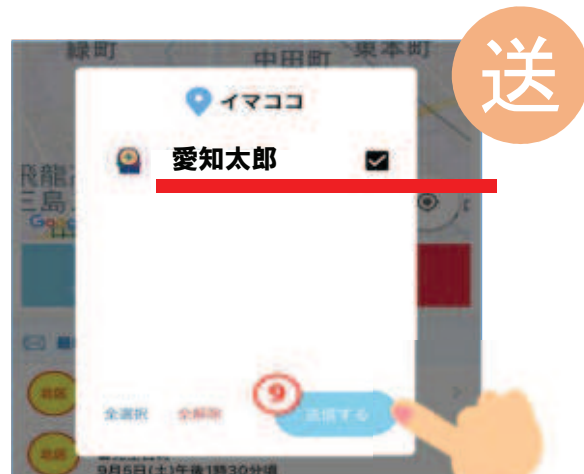 緑町
中田町
東本町
送
イマココ
愛知太郎
三島
Goog
全選択
全解除
⑨
送信する
9月5日(土)午後1時30分頃